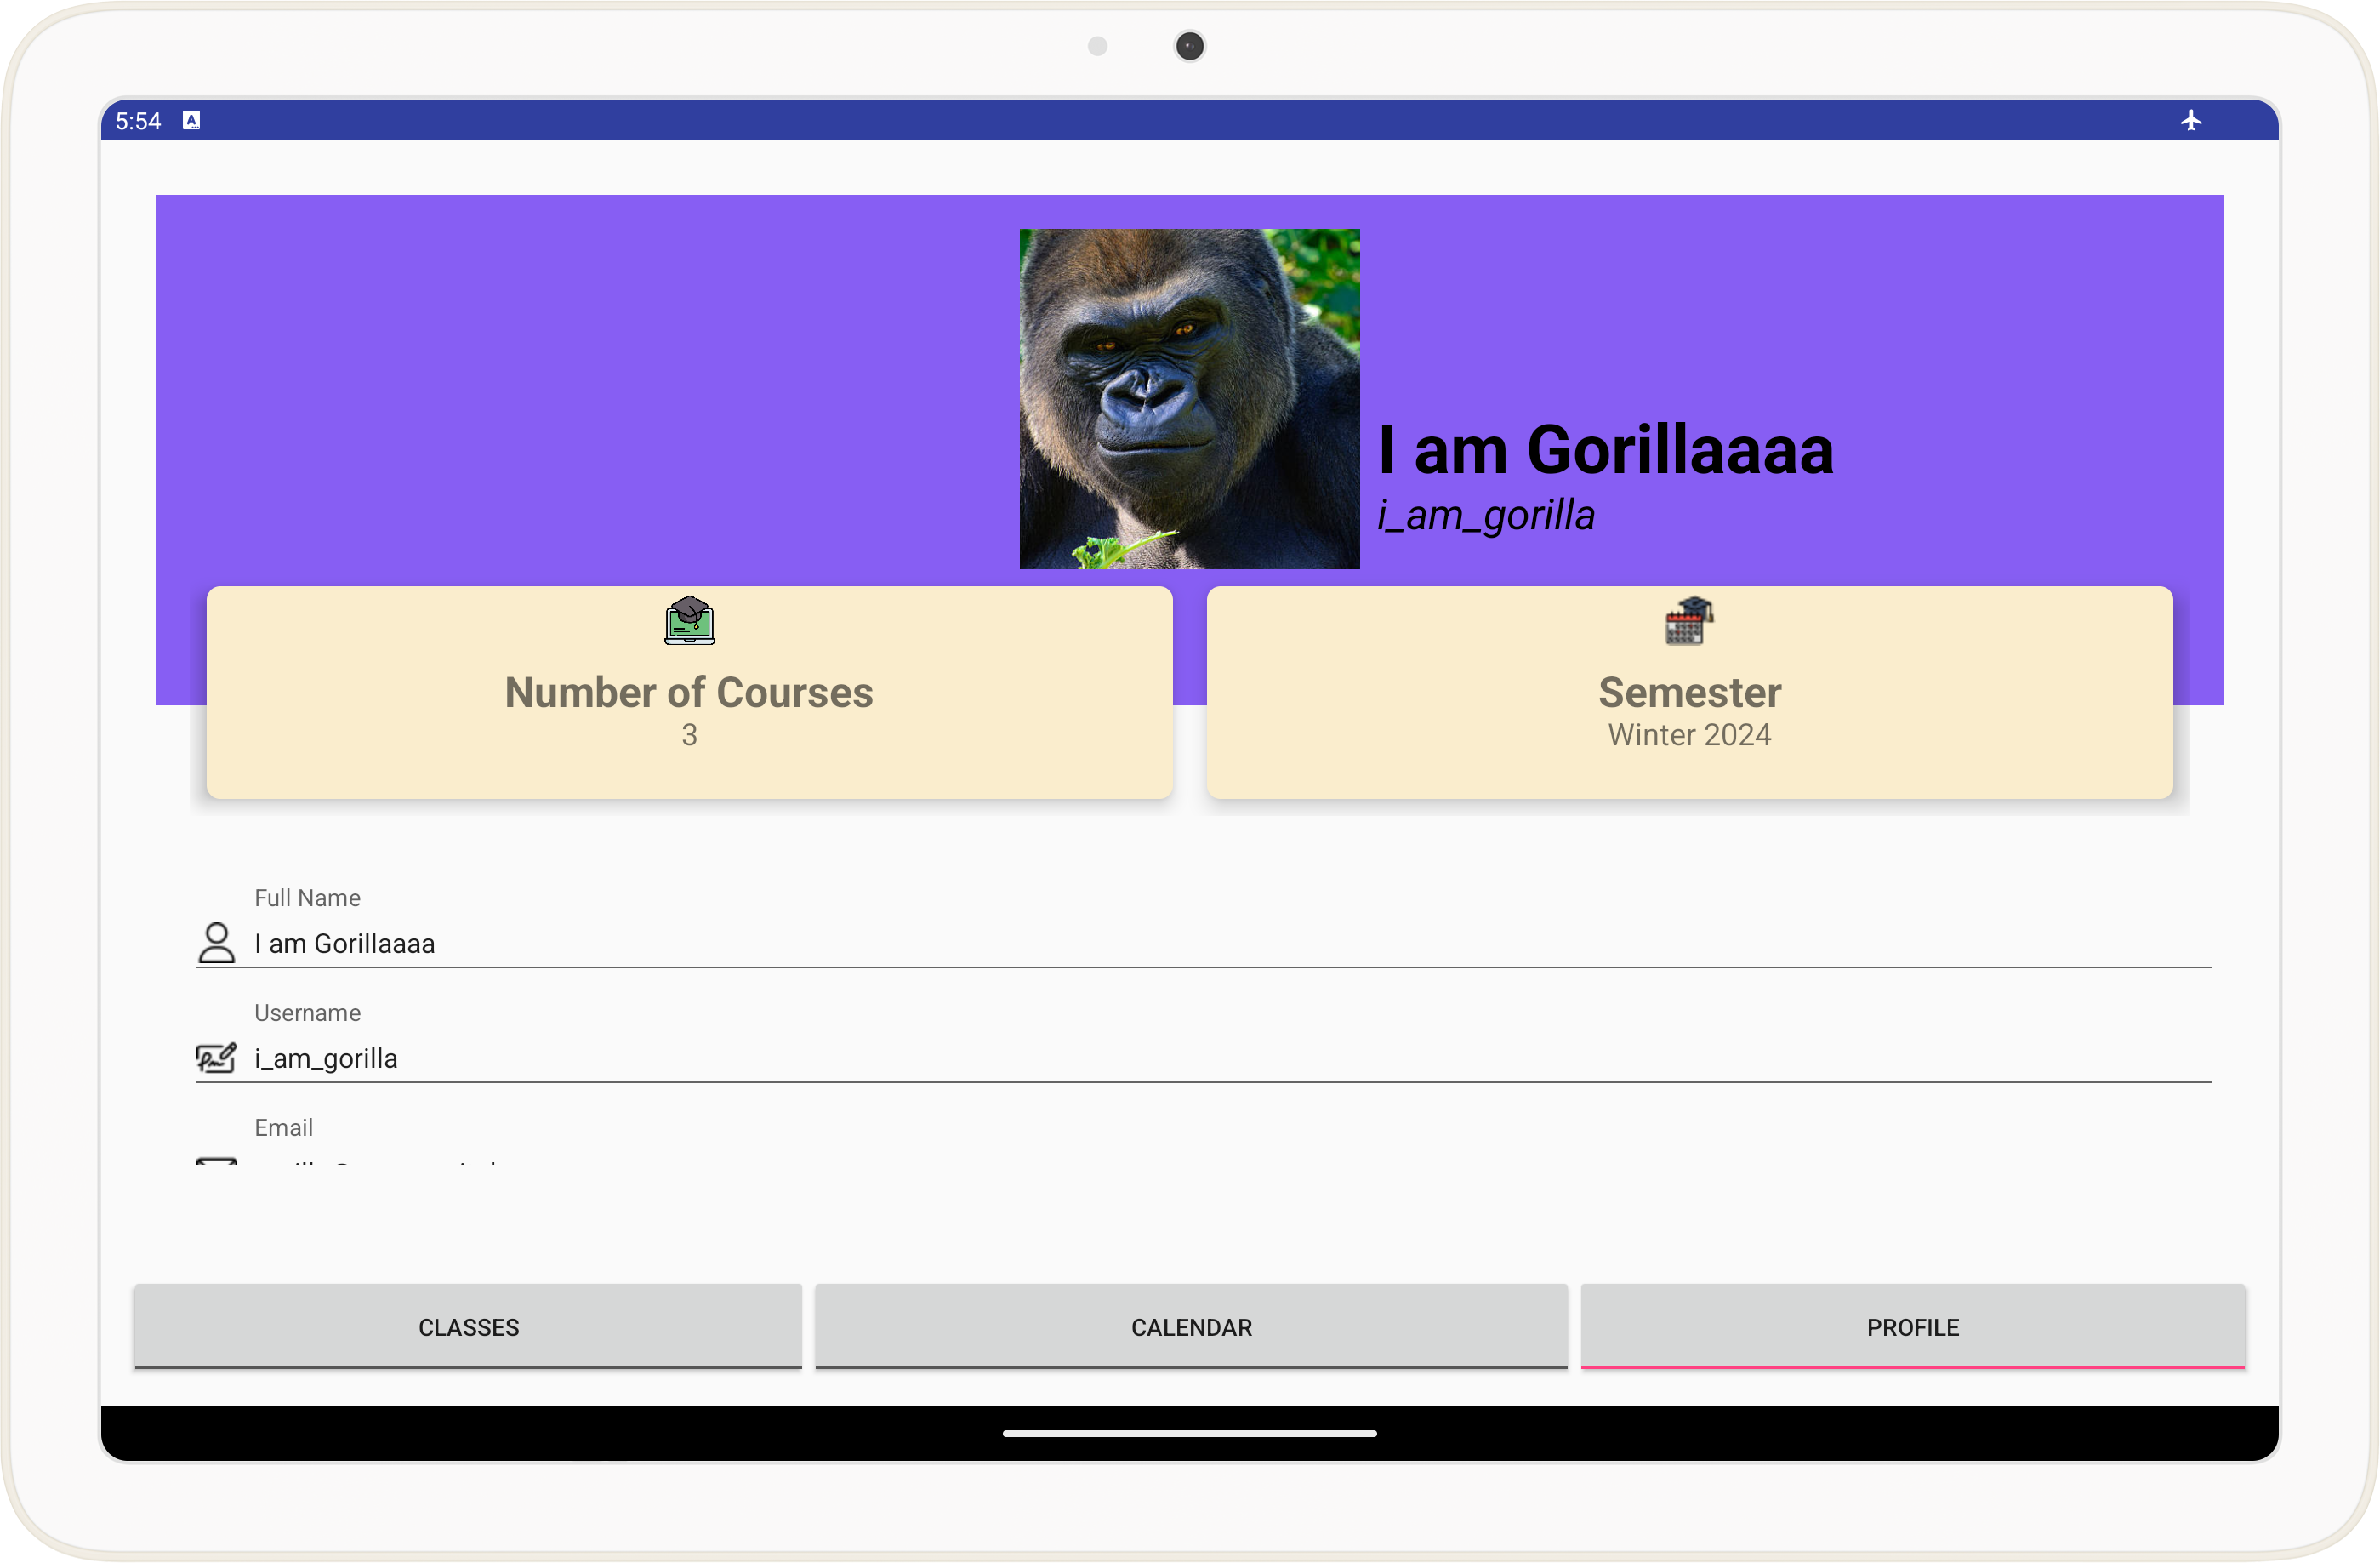 5:54
A
I am Gorillaaaa
i_am_gorilla
Number of Courses
3
Semester
Winter 2024
Full Name
I am Gorillaaaa
Username
i_am_gorilla
Email
CLASSES
CALENDAR
PROFILE